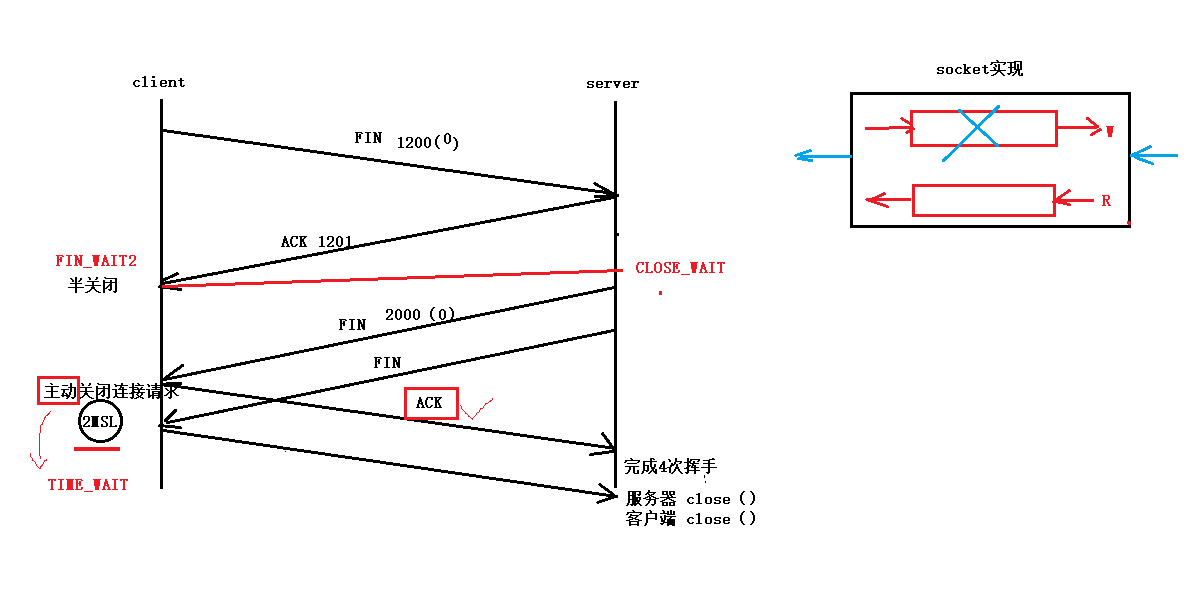 client
server
socket实现
FIN 1200(0)
W
ACK 1201
R
FIN_WAIT2
半关闭
CLOSE_WAIT
FIN 2000（0）
FIN
主动关闭连接请求
ACK
2MSL
TIME_WAIT
完成4次挥手
服务器 close（）
客户端 close（）